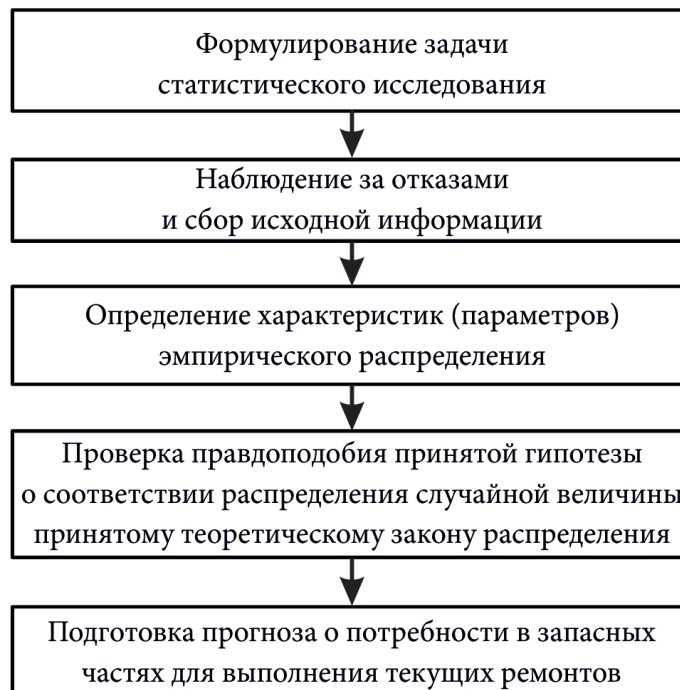 Формулирование задачи
статистического исследования
Наблюдение за отказами
и сбор исходной информации
Определение характеристик (параметров)
эмпирического распределения
Проверка правдоподобия принятой гипотезы
о соответствии распределения случайной величины
принятому теоретическому закону распределения
Подготовка прогноза о потребности в запасных
частях для выполнения текущих ремонтов